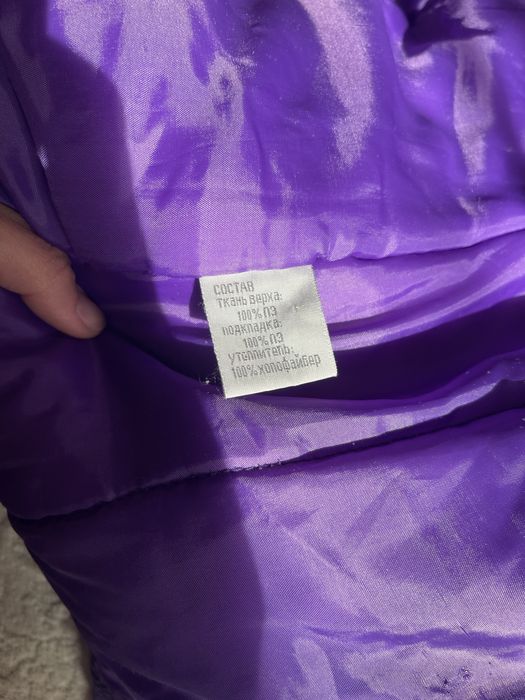 СОСТАВ
ткань верха:
100% ПЭ
подкладка:
100% ПЭ
утеплитель:
100% холофайбер